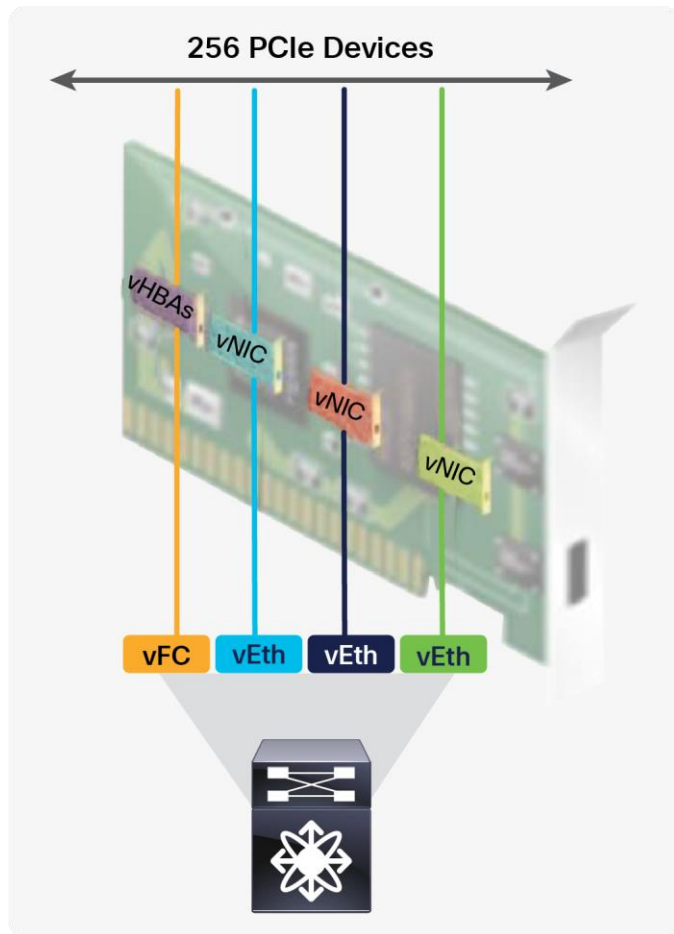 256 PCIe Devices
vHBAs
vNIC
vNIC
vNIC
vFC vEth vEth vEth